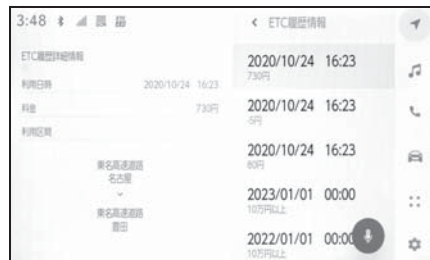 3:48
ETC履歴詳細情報
利用日時 2020/10/24 16:23
料金 730円
利用区間
東名高速道路
名古屋
東名高速道路
豊田
ETC履歴情報
2020/10/24 16:23
730円
2020/10/24 16:23
-5円
2020/10/24 16:23
80円
2023/01/01 00:00
10万円以上
2022/01/01 00:00
10万円以上